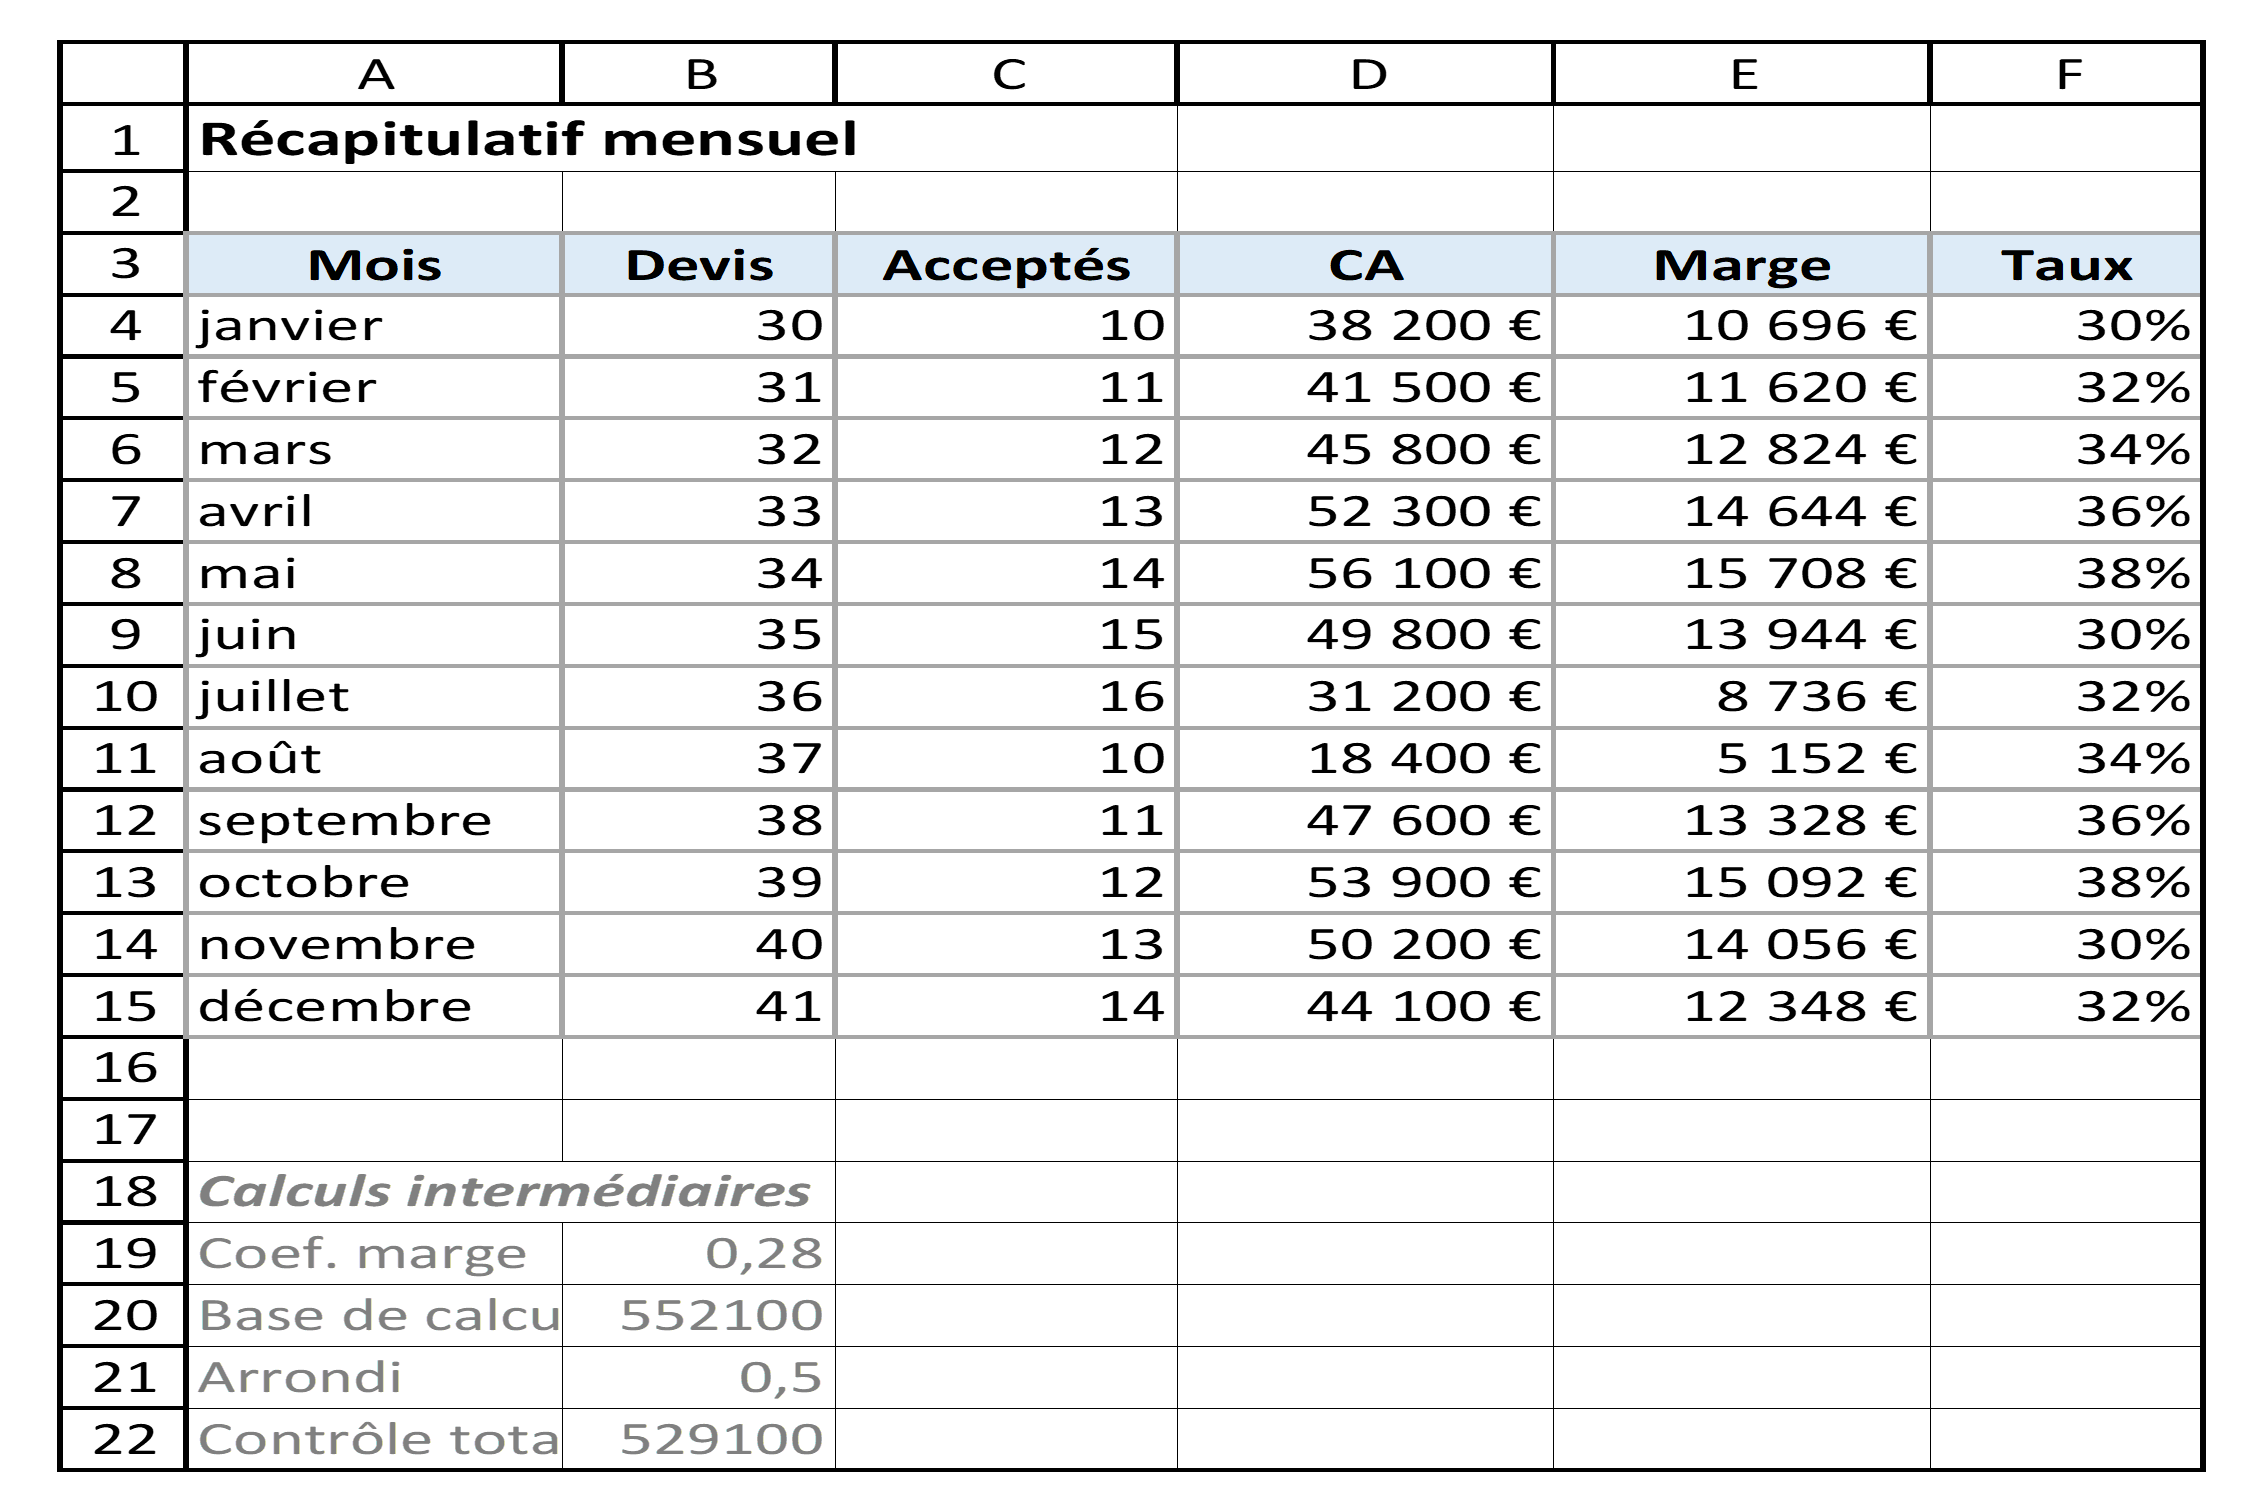 A B C D E F
1 Récapitulatif mensuel
2
3 Mois Devis Acceptés CA Marge Taux
4 janvier 30 10 38 200 € 10 696 € 30%
5 février 31 11 41 500 € 11 620 € 32%
6 mars 32 12 45 800 € 12 824 € 34%
7 avril 33 13 52 300 € 14 644 € 36%
8 mai 34 14 56 100 € 15 708 € 38%
9 juin 35 15 49 800 € 13 944 € 30%
10 juillet 36 16 31 200 € 8 736 € 32%
11 août 37 10 18 400 € 5 152 € 34%
12 septembre 38 11 47 600 € 13 328 € 36%
13 octobre 39 12 53 900 € 15 092 € 38%
14 novembre 40 13 50 200 € 14 056 € 30%
15 décembre 41 14 44 100 € 12 348 € 32%
16
17
18 Calculs intermédiaires
19 Coef. marge 0,28
20 Base de calcu 552100
21 Arrondi 0,5
22 Contrôle tota 529100